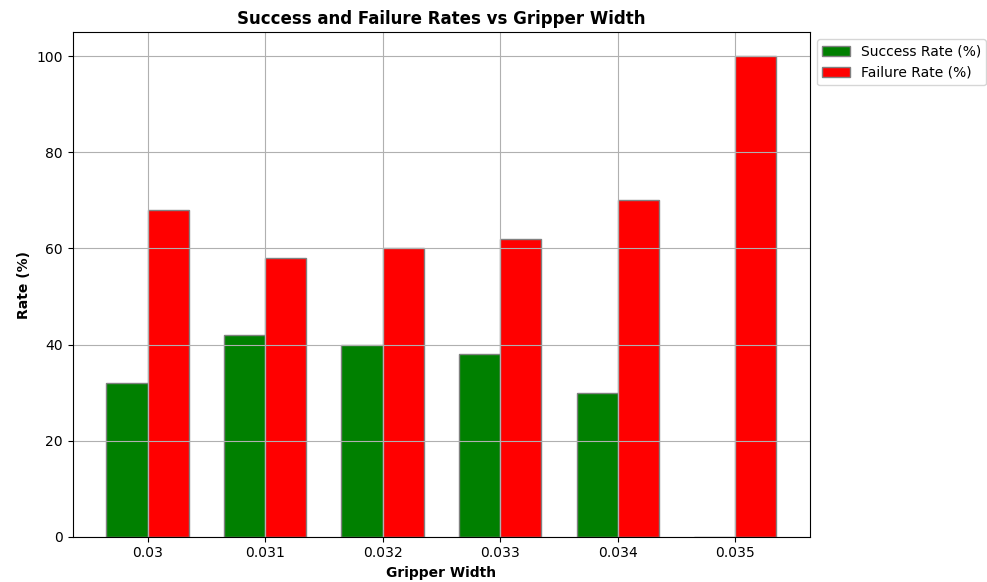 Success and Failure Rates vs Gripper Width
Success Rate (%)
Failure Rate (%)
Rate (%)
100
80
60
40
20
0
0.03 0.031 0.032 0.033 0.034 0.035
Gripper Width